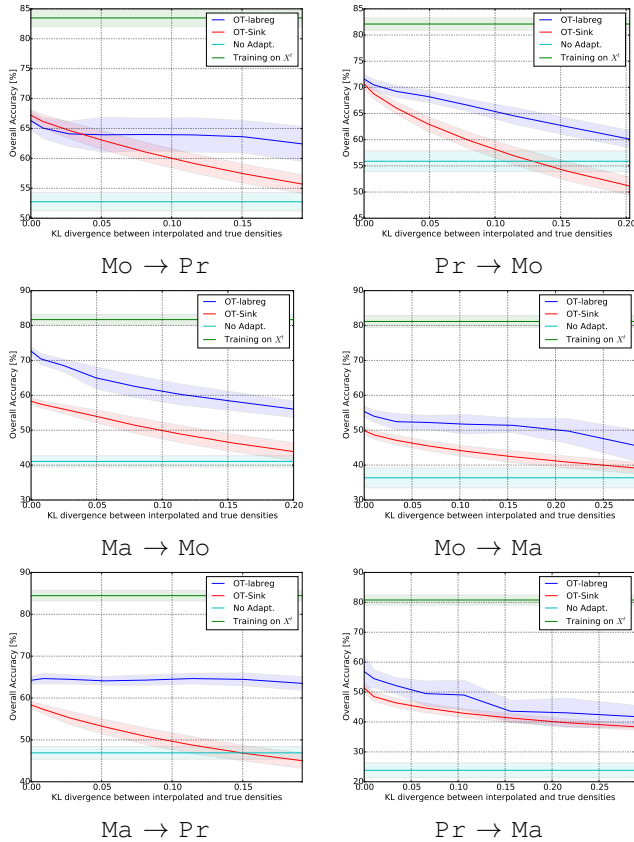 85
80
75
70
65
60
55
50
Overall Accuracy [%]
0.00 0.05 0.10 0.15
KL divergence between interpolated and true densities
OT-labreg
OT-Sink
No Adapt.
Training on X^t
Mo → Pr
85
80
75
70
65
60
55
50
45
Overall Accuracy [%]
0.00 0.05 0.10 0.15 0.20
KL divergence between interpolated and true densities
OT-labreg
OT-Sink
No Adapt.
Training on X^t
Pr → Mo
90
80
70
60
50
40
30
Overall Accuracy [%]
0.00 0.05 0.10 0.15 0.20
KL divergence between interpolated and true densities
OT-labreg
OT-Sink
No Adapt.
Training on X^t
Ma → Mo
90
80
70
60
50
40
30
Overall Accuracy [%]
0.00 0.05 0.10 0.15 0.20 0.25
KL divergence between interpolated and true densities
OT-labreg
OT-Sink
No Adapt.
Training on X^t
Mo → Ma
90
80
70
60
50
40
Overall Accuracy [%]
0.00 0.05 0.10 0.15
KL divergence between interpolated and true densities
OT-labreg
OT-Sink
No Adapt.
Training on X^t
Ma → Pr
90
80
70
60
50
40
30
20
Overall Accuracy [%]
0.00 0.05 0.10 0.15 0.20 0.25
KL divergence between interpolated and true densities
OT-labreg
OT-Sink
No Adapt.
Training on X^t
Pr → Ma